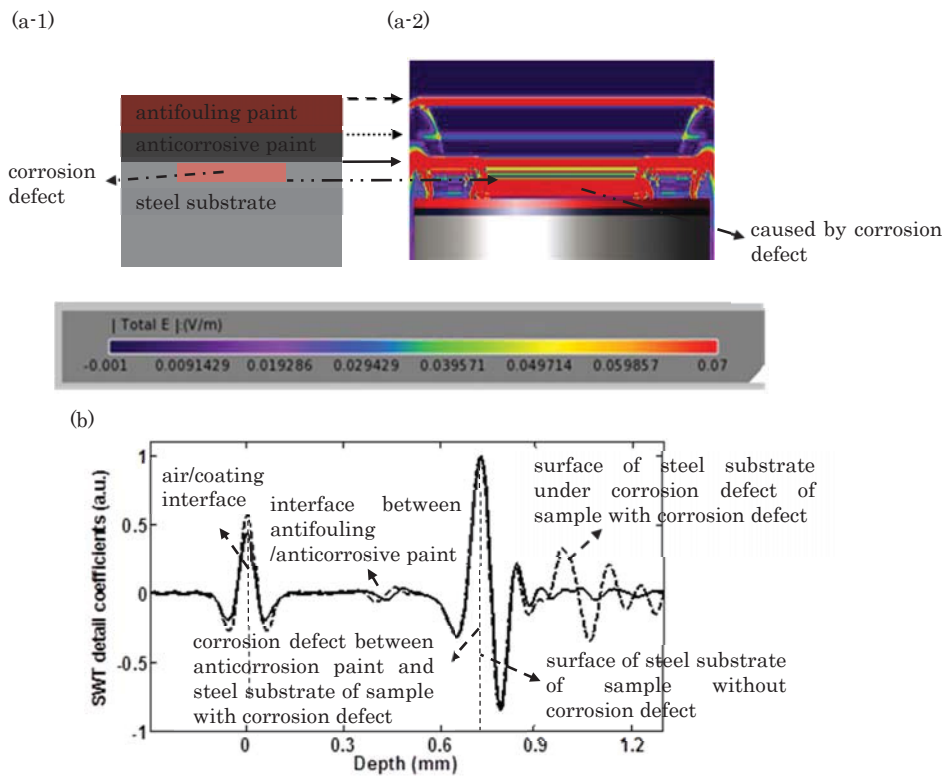 (a-1)
(a-2)
antifouling paint
anticorrosive paint
corrosion
defect
steel substrate
caused by corrosion
defect
| Total E |:(V/m)
-0.001 0.0091429 0.019286 0.029429 0.039571 0.049714 0.059857 0.07
(b)
SWT detail coefficients (a.u.)
1
0.5
0
-0.5
-1
air/coating
interface
interface between
antifouling
/anticorrosive paint
surface of steel substrate
under corrosion defect of
sample with corrosion defect
corrosion defect between
anticorrosion paint and
steel substrate of sample
with corrosion defect
surface of steel substrate
of sample without
corrosion defect
0 0.3 0.6 0.9 1.2
Depth (mm)